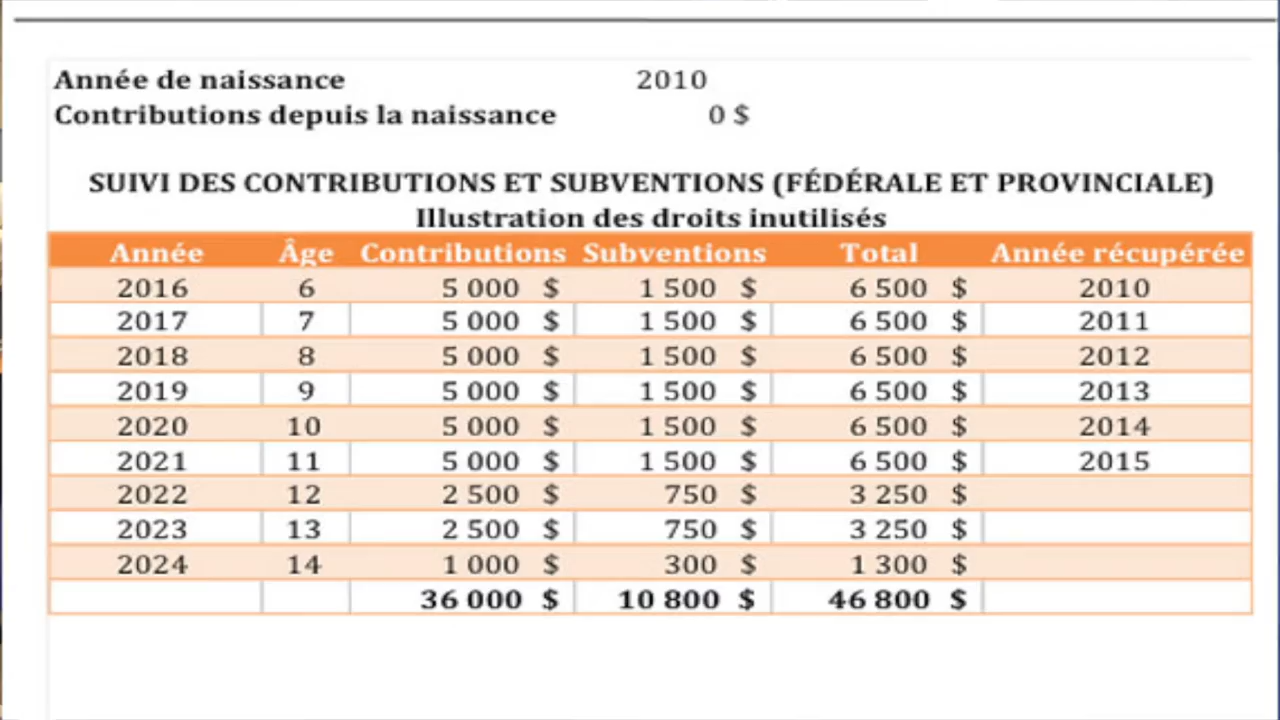 Année de naissance 2010
Contributions depuis la naissance 0 $
SUIVI DES CONTRIBUTIONS ET SUBVENTIONS (FÉDÉRALE ET PROVINCIALE)
Illustration des droits inutilisés
Année Âge Contributions Subventions Total Année récupérée
2016 6 5 000 $ 1 500 $ 6 500 $ 2010
2017 7 5 000 $ 1 500 $ 6 500 $ 2011
2018 8 5 000 $ 1 500 $ 6 500 $ 2012
2019 9 5 000 $ 1 500 $ 6 500 $ 2013
2020 10 5 000 $ 1 500 $ 6 500 $ 2014
2021 11 5 000 $ 1 500 $ 6 500 $ 2015
2022 12 2 500 $ 750 $ 3 250 $
2023 13 2 500 $ 750 $ 3 250 $
2024 14 1 000 $ 300 $ 1 300 $
36 000 $ 10 800 $ 46 800 $